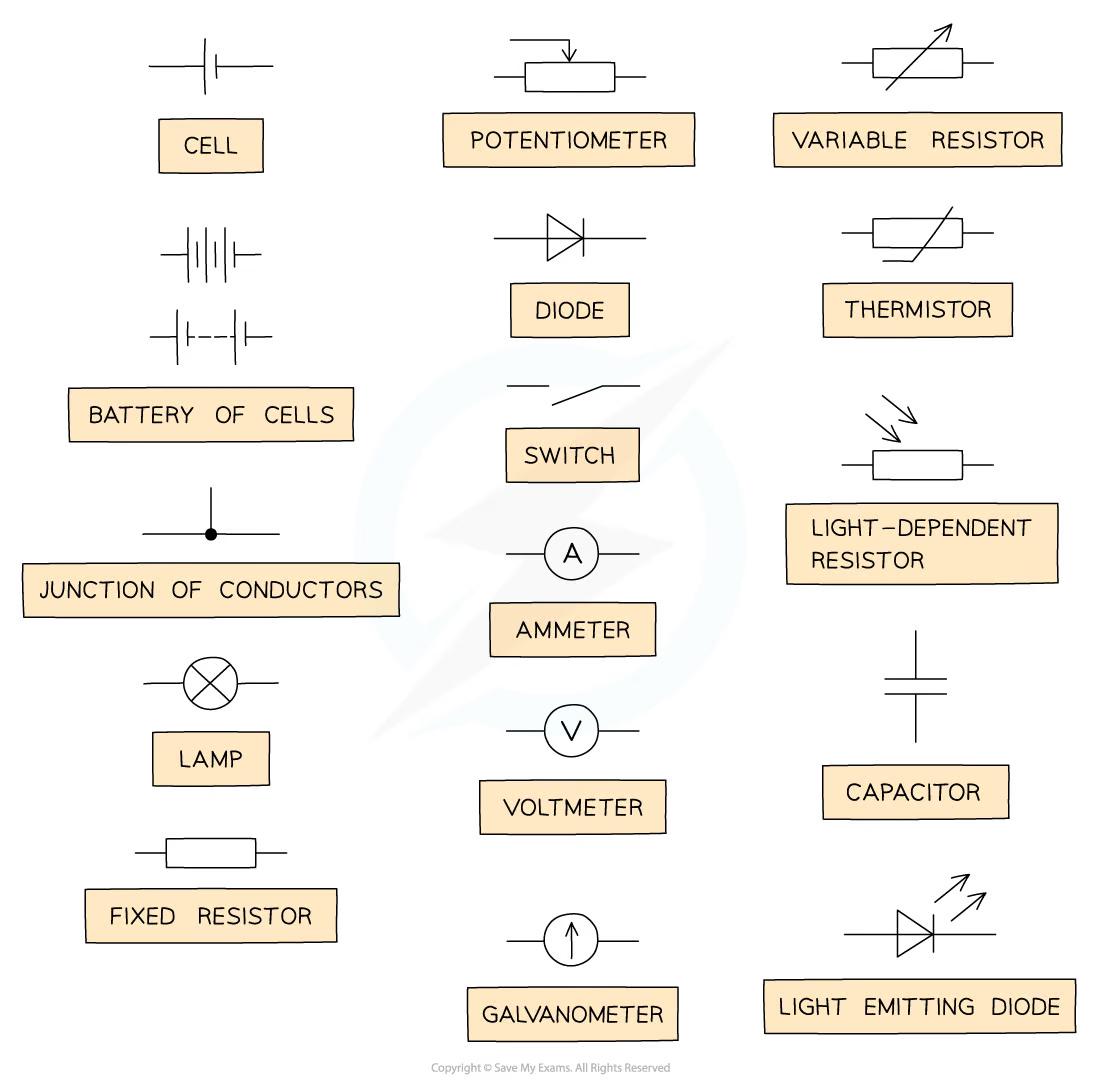 CELL
BATTERY OF CELLS
JUNCTION OF CONDUCTORS
LAMP
FIXED RESISTOR
POTENTIOMETER
DIODE
SWITCH
A
AMMETER
V
VOLTMETER
GALVANOMETER
VARIABLE RESISTOR
THERMISTOR
LIGHT-DEPENDENT
RESISTOR
CAPACITOR
LIGHT EMITTING DIODE
Copyright © Save My Exams. All Rights Reserved